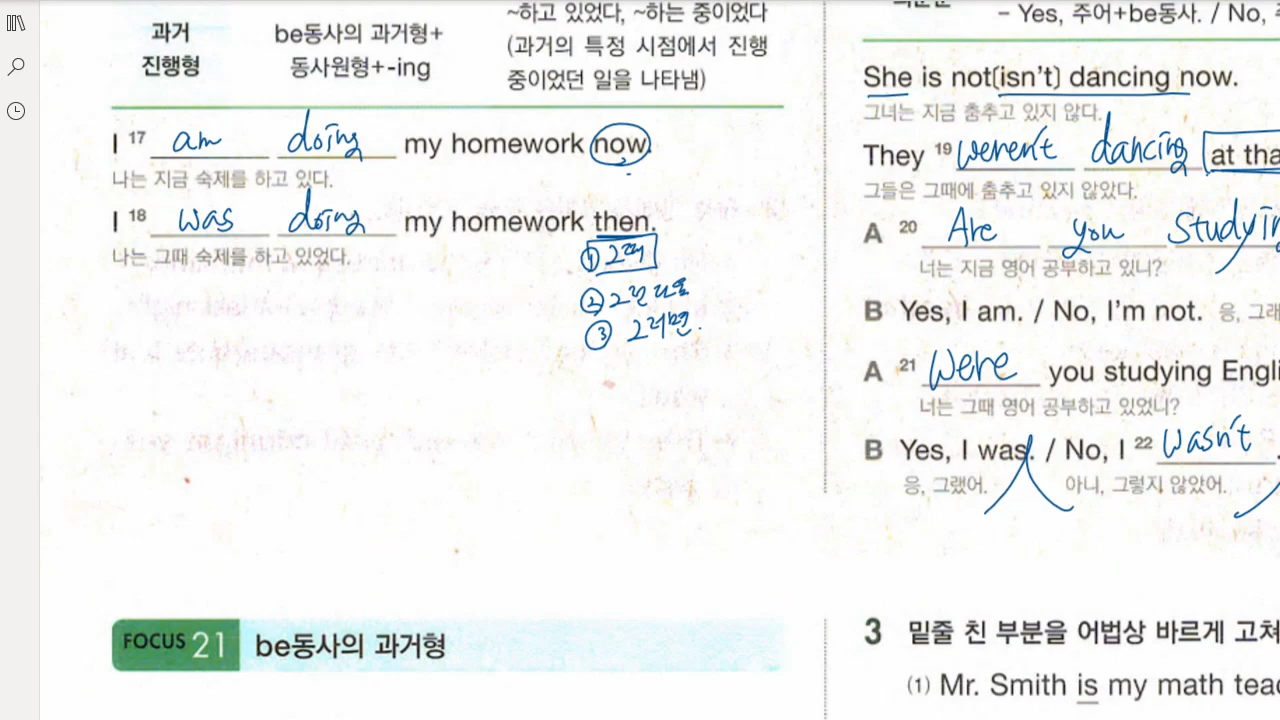 과거
진행형
be동사의 과거형+
동사원형+-ing
~하고 있었다, ~하는 중이었다
(과거의 특정 시점에서 진행
중이었던 일을 나타냄)
I 17 am doing my homework now.
나는 지금 숙제를 하고 있다.
I 18 was doing my homework then.
나는 그때 숙제를 하고 있었다.
① 그때
② 그런 다음
③ 그러면.
FOCUS 21 be동사의 과거형
- Yes, 주어+be동사. / No,
She is not(isn't) dancing now.
그녀는 지금 춤추고 있지 않다.
They 19 weren't dancing at tha
그들은 그때에 춤추고 있지 않았다.
A 20 Are you Studyin
너는 지금 영어 공부하고 있니?
B Yes, I am. / No, I'm not. 응, 그래
A 21 Were you studying Engli
너는 그때 영어 공부하고 있었니?
B Yes, I was. / No, I 22 wasn't.
응, 그랬어. 아니, 그렇지 않았어.
3 밑줄 친 부분을 어법상 바르게 고쳐
(1) Mr. Smith is my math tea